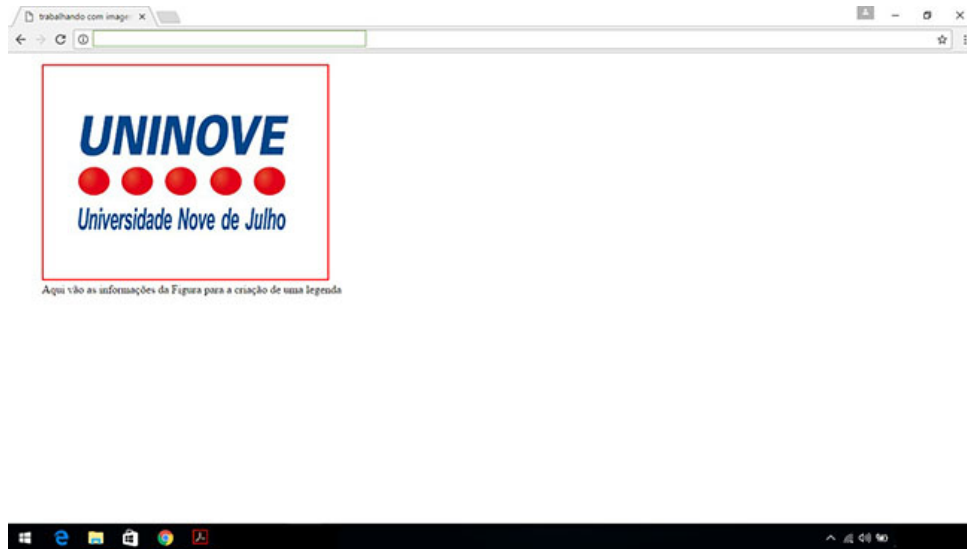 trabalhando com image
UNINOVE
Universidade Nove de Julho
Aqui vão as informações da Figura para a criação de uma legenda